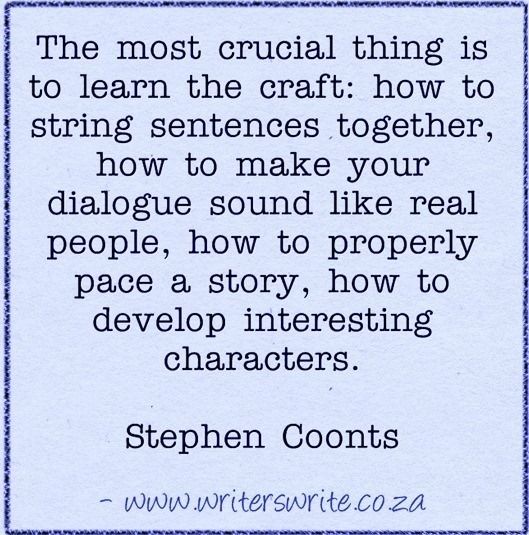 The most crucial thing is
to learn the craft: how to
string sentences together,
how to make your
dialogue sound like real
people, how to properly
pace a story, how to
develop interesting
characters.
Stephen Coonts
- www.writerswrite.co.za